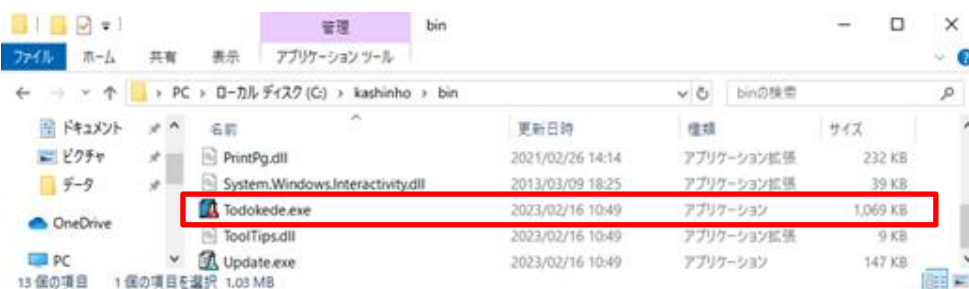 管理 bin
ファイル ホーム 共有 表示 アプリケーション ツール
PC › ローカル ディスク (C:) › kashinho › bin binの検索
名前 更新日時 種類 サイズ
ドキュメント
ピクチャ
データ
OneDrive
PC
PrintPg.dll 2021/02/26 14:14 アプリケーション拡張 232 KB
System.Windows.Interactivity.dll 2013/03/09 18:25 アプリケーション拡張 39 KB
Todokede.exe 2023/02/16 10:49 アプリケーション 1,069 KB
ToolTips.dll 2023/02/16 10:49 アプリケーション拡張 9 KB
Update.exe 2023/02/16 10:49 アプリケーション 147 KB
13 個の項目 1 個の項目を選択 1.03 MB